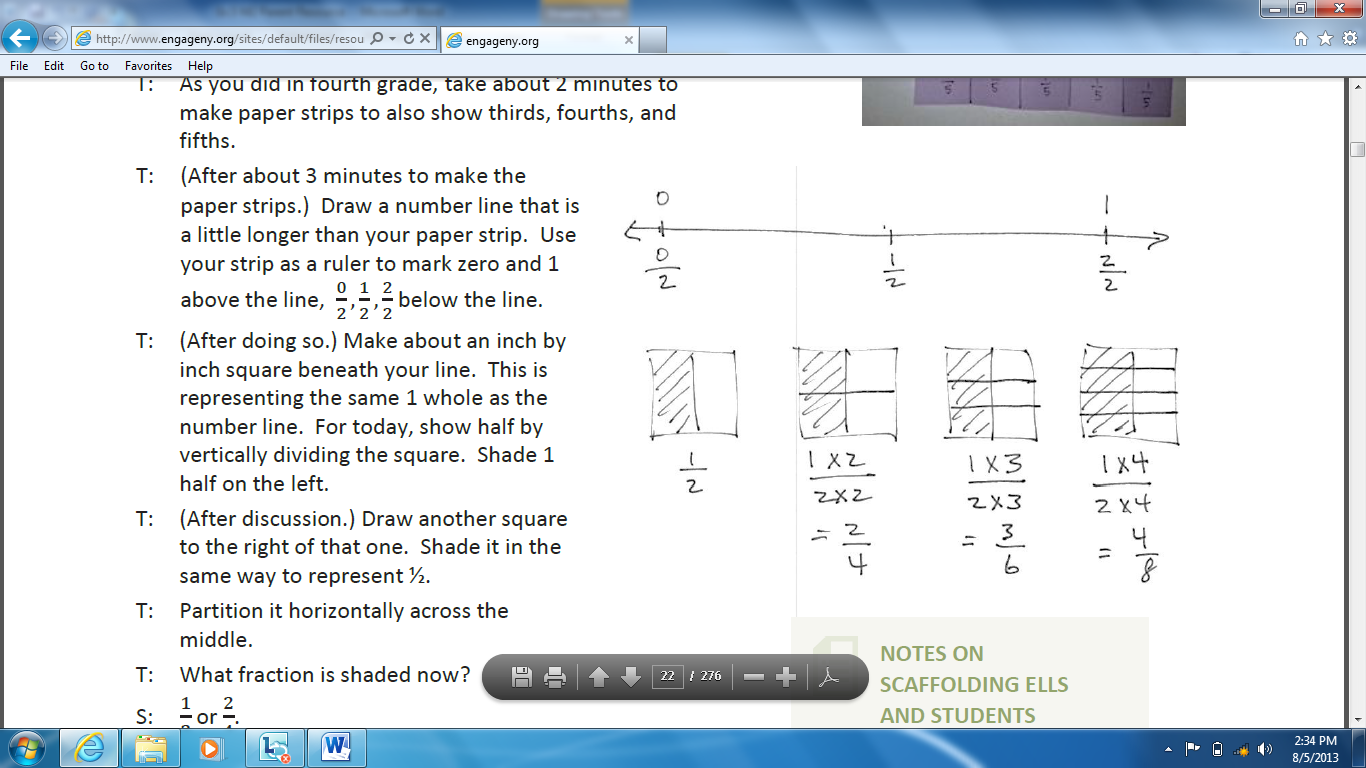 http://www.engageny.org/sites/default/files/resou
engageny.org
File Edit Go to Favorites Help
T: As you did in fourth grade, take about 2 minutes to
make paper strips to also show thirds, fourths, and
fifths.
1/5
T: (After about 3 minutes to make the
paper strips.) Draw a number line that is
a little longer than your paper strip. Use
your strip as a ruler to mark zero and 1
above the line, 0/2, 1/2, 2/2 below the line.
0 1
0/2 1/2 2/2
T: (After doing so.) Make about an inch by
inch square beneath your line. This is
representing the same 1 whole as the
number line. For today, show half by
vertically dividing the square. Shade 1
half on the left.
1/2 1×2/2×2 1×3/2×3 1×4/2×4
= 2/4 = 3/6 = 4/8
T: (After discussion.) Draw another square
to the right of that one. Shade it in the
same way to represent ½.
T: Partition it horizontally across the
middle.
T: What fraction is shaded now?
S: 1/2 or 2/4.
22 / 276
NOTES ON
SCAFFOLDING ELLS
AND STUDENTS
2:34 PM
8/5/2013